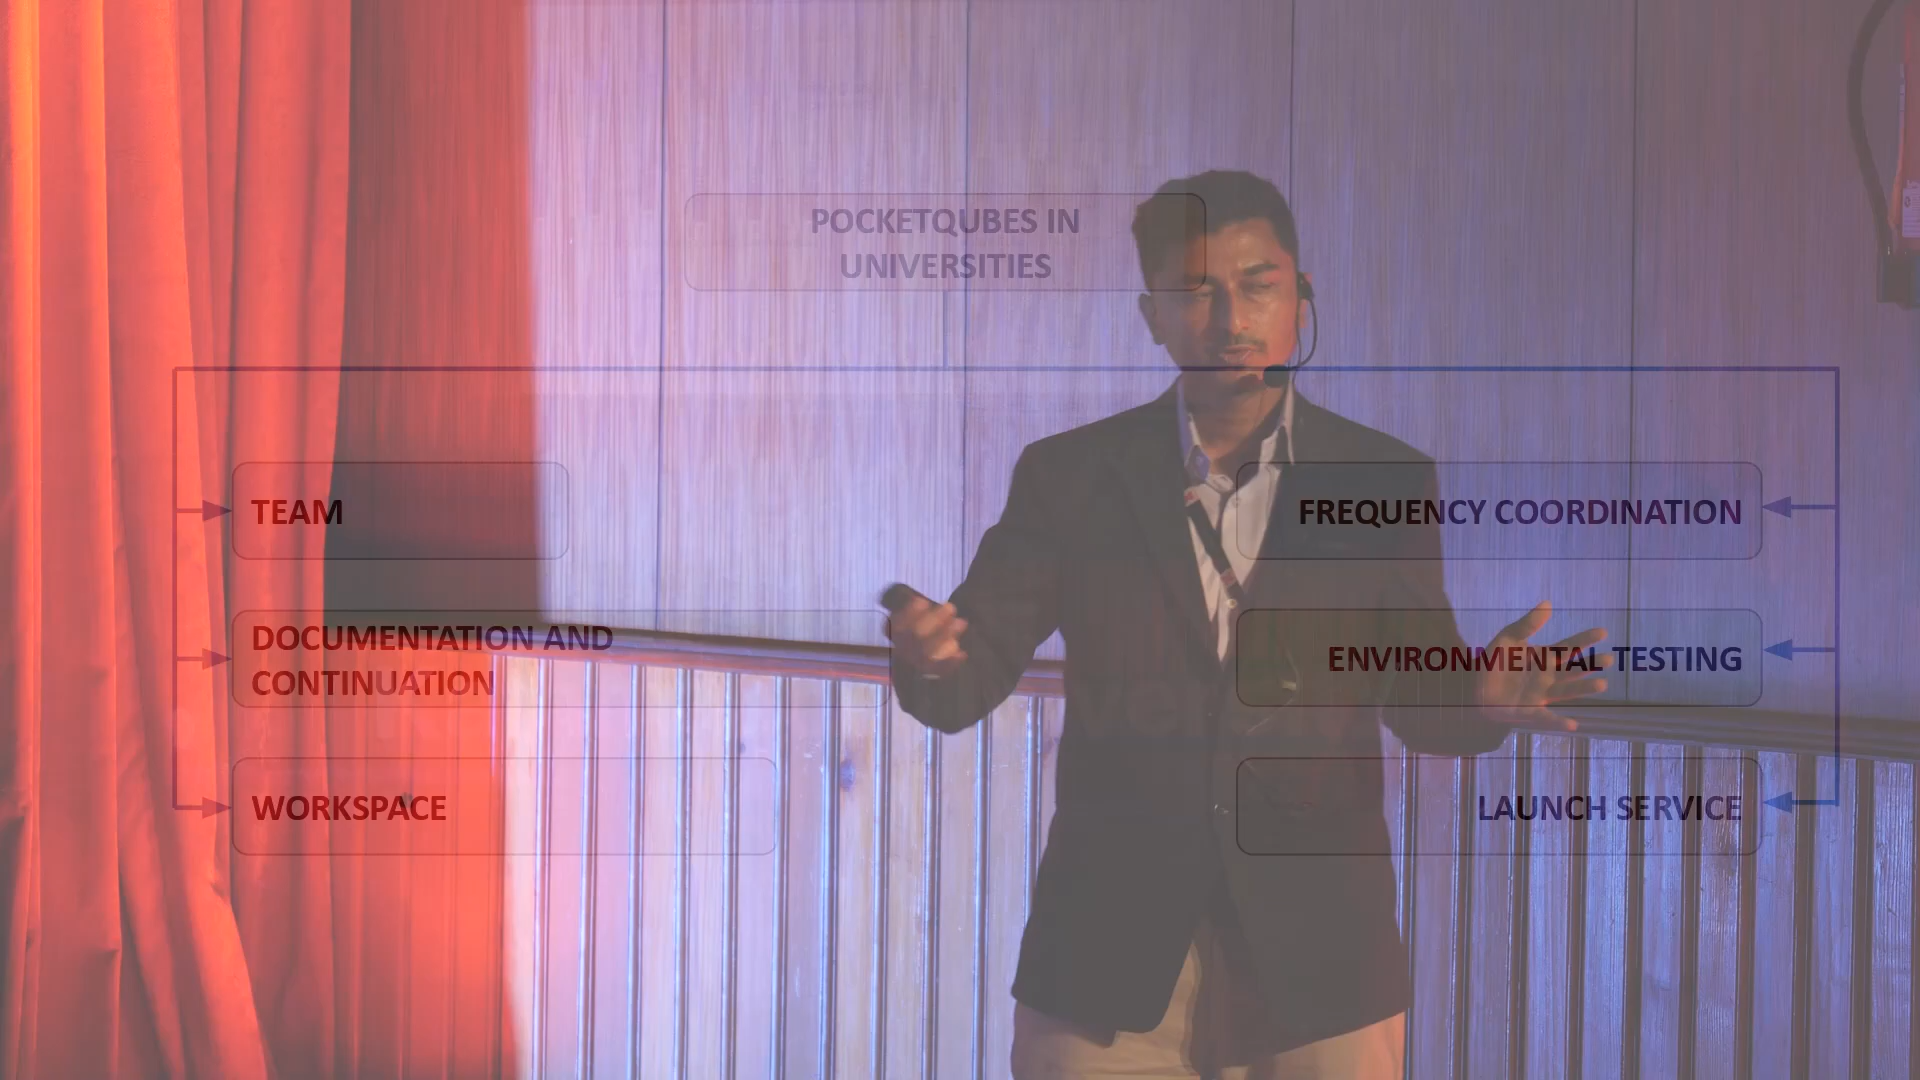 POCKETQUBES IN
UNIVERSITIES
TEAM
DOCUMENTATION AND
CONTINUATION
WORKSPACE
FREQUENCY COORDINATION
ENVIRONMENTAL TESTING
LAUNCH SERVICE